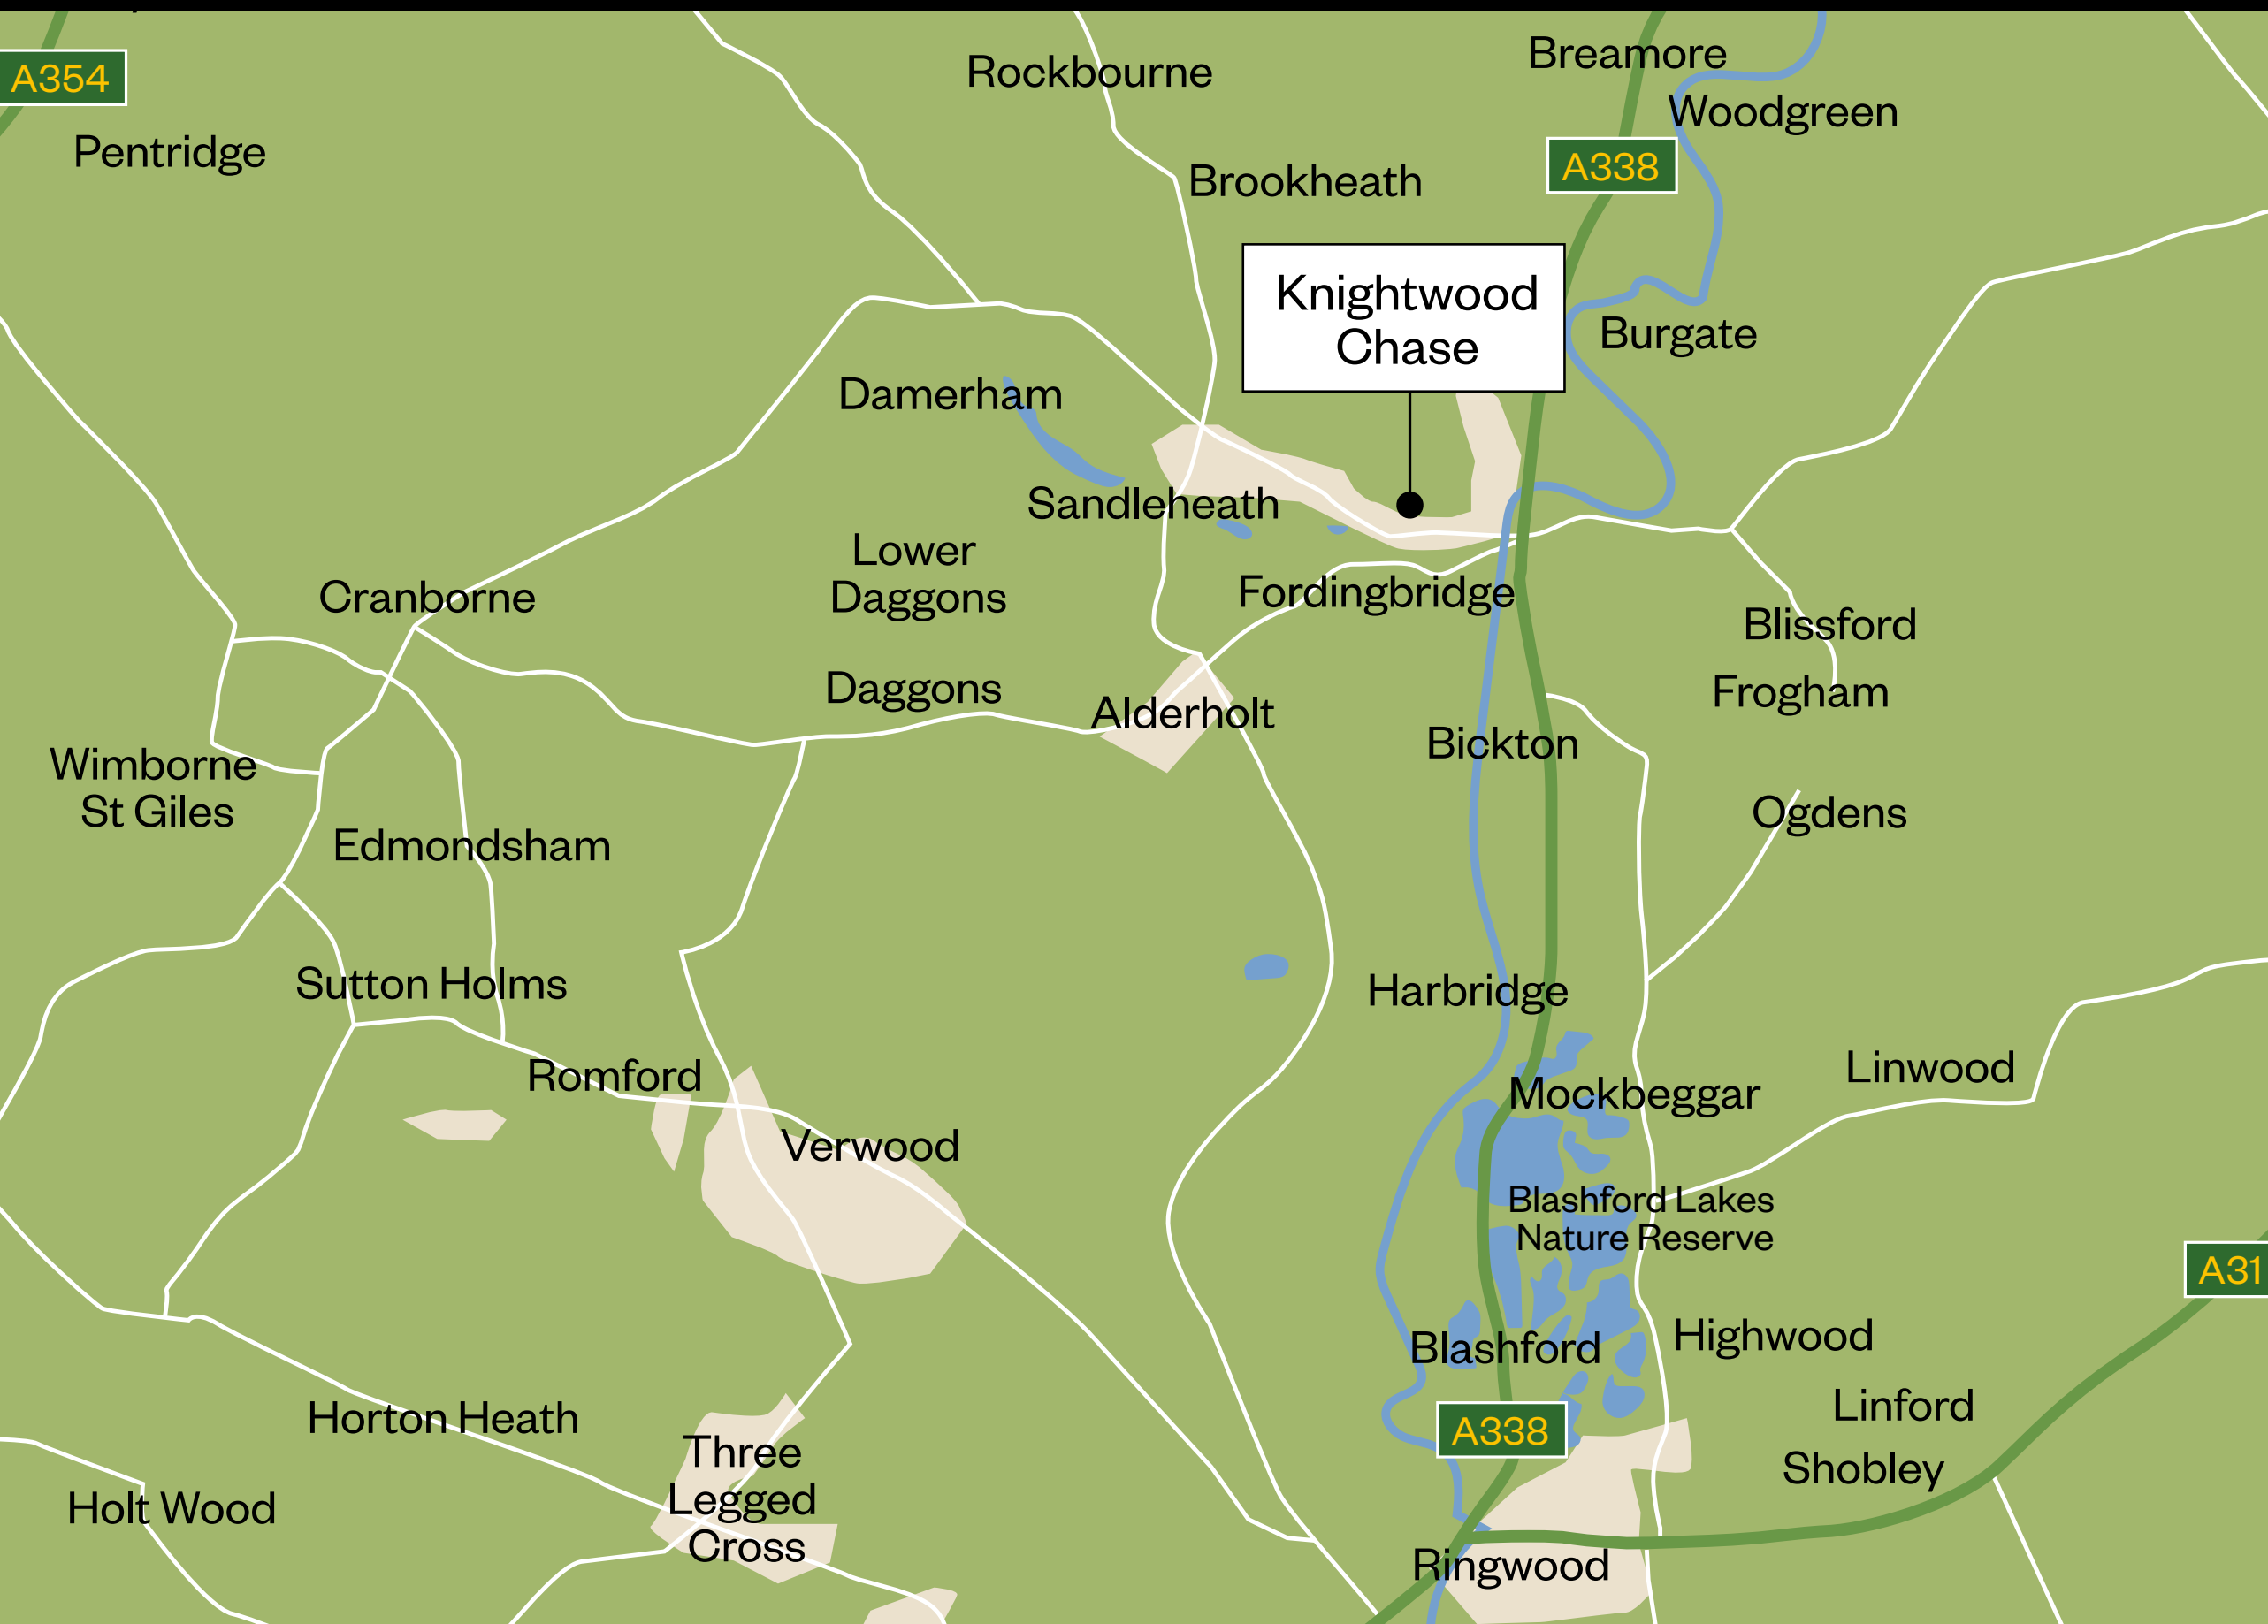 Breamore
Rockbourne
A354
Woodgreen
Pentridge
A338
Brookheath
Knightwood
Chase
Burgate
Damerham
Sandleheath
Lower
Daggons
Fordingbridge
Cranborne
Blissford
Daggons
Frogham
Alderholt
Bickton
Wimborne
St Giles
Ogdens
Edmondsham
Sutton Holms
Harbridge
Romford
Linwood
Mockbeggar
Verwood
Blashford Lakes
Nature Reserve
A31
Highwood
Blashford
Linford
Horton Heath
A338
Three
Legged
Cross
Shobley
Holt Wood
Ringwood